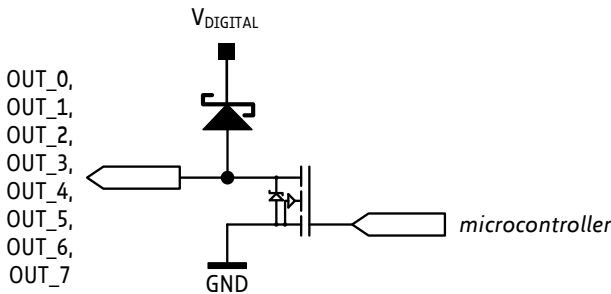 V_DIGITAL
OUT_0,
OUT_1,
OUT_2,
OUT_3,
OUT_4,
OUT_5,
OUT_6,
OUT_7
microcontroller
GND